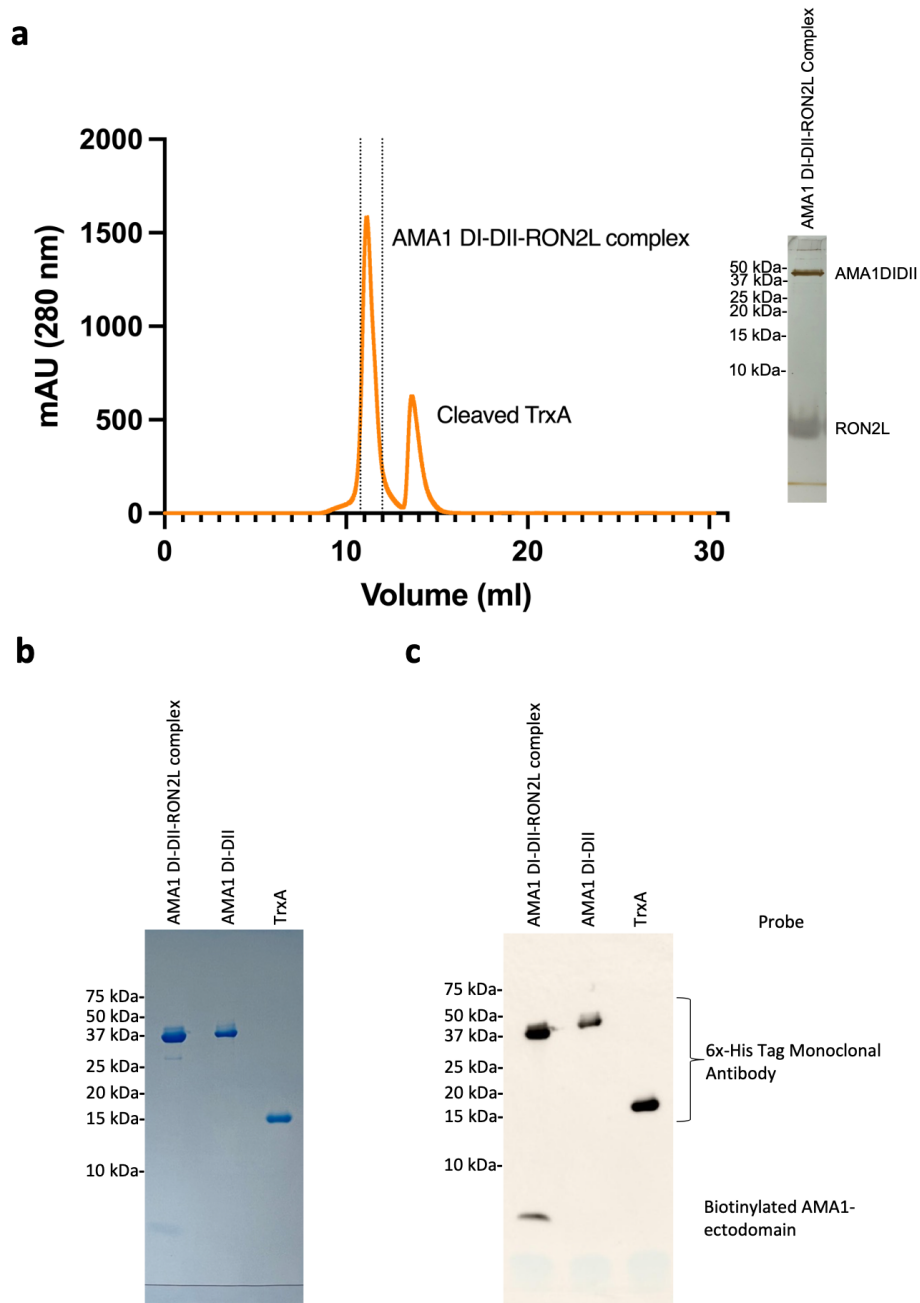 a
2000
1500
1000
500
0
mAU (280 nm)
0
10
20
30
Volume (ml)
AMA1 DI-DII-RON2L complex
Cleaved TrxA
AMA1 DI-DII-RON2L Complex
50 kDa-
37 kDa-
25 kDa-
20 kDa-
15 kDa-
10 kDa-
AMA1DIDII
RON2L
b
AMA1 DI-DII-RON2L complex
AMA1 DI-DII
TrxA
75 kDa-
50 kDa-
37 kDa-
25 kDa-
20 kDa-
15 kDa-
10 kDa-
c
AMA1 DI-DII-RON2L complex
AMA1 DI-DII
TrxA
Probe
75 kDa-
50 kDa-
37 kDa-
25 kDa-
20 kDa-
15 kDa-
10 kDa-
6x-His Tag Monoclonal
Antibody
Biotinylated AMA1-
ectodomain